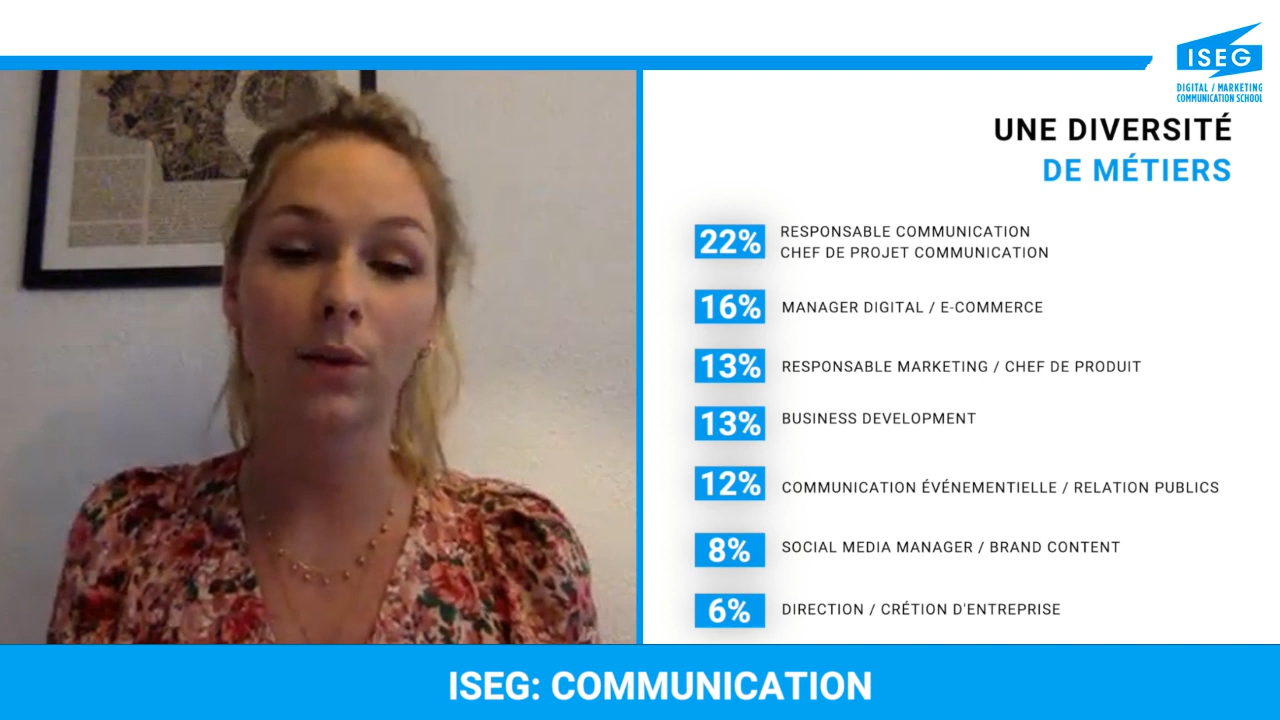 ISEG
DIGITAL / MARKETING
COMMUNICATION SCHOOL
UNE DIVERSITÉ
DE MÉTIERS
22% RESPONSABLE COMMUNICATION
CHEF DE PROJET COMMUNICATION
16% MANAGER DIGITAL / E-COMMERCE
13% RESPONSABLE MARKETING / CHEF DE PRODUIT
13% BUSINESS DEVELOPMENT
12% COMMUNICATION ÉVÉNEMENTIELLE / RELATION PUBLICS
8% SOCIAL MEDIA MANAGER / BRAND CONTENT
6% DIRECTION / CRÉTION D'ENTREPRISE
ISEG: COMMUNICATION